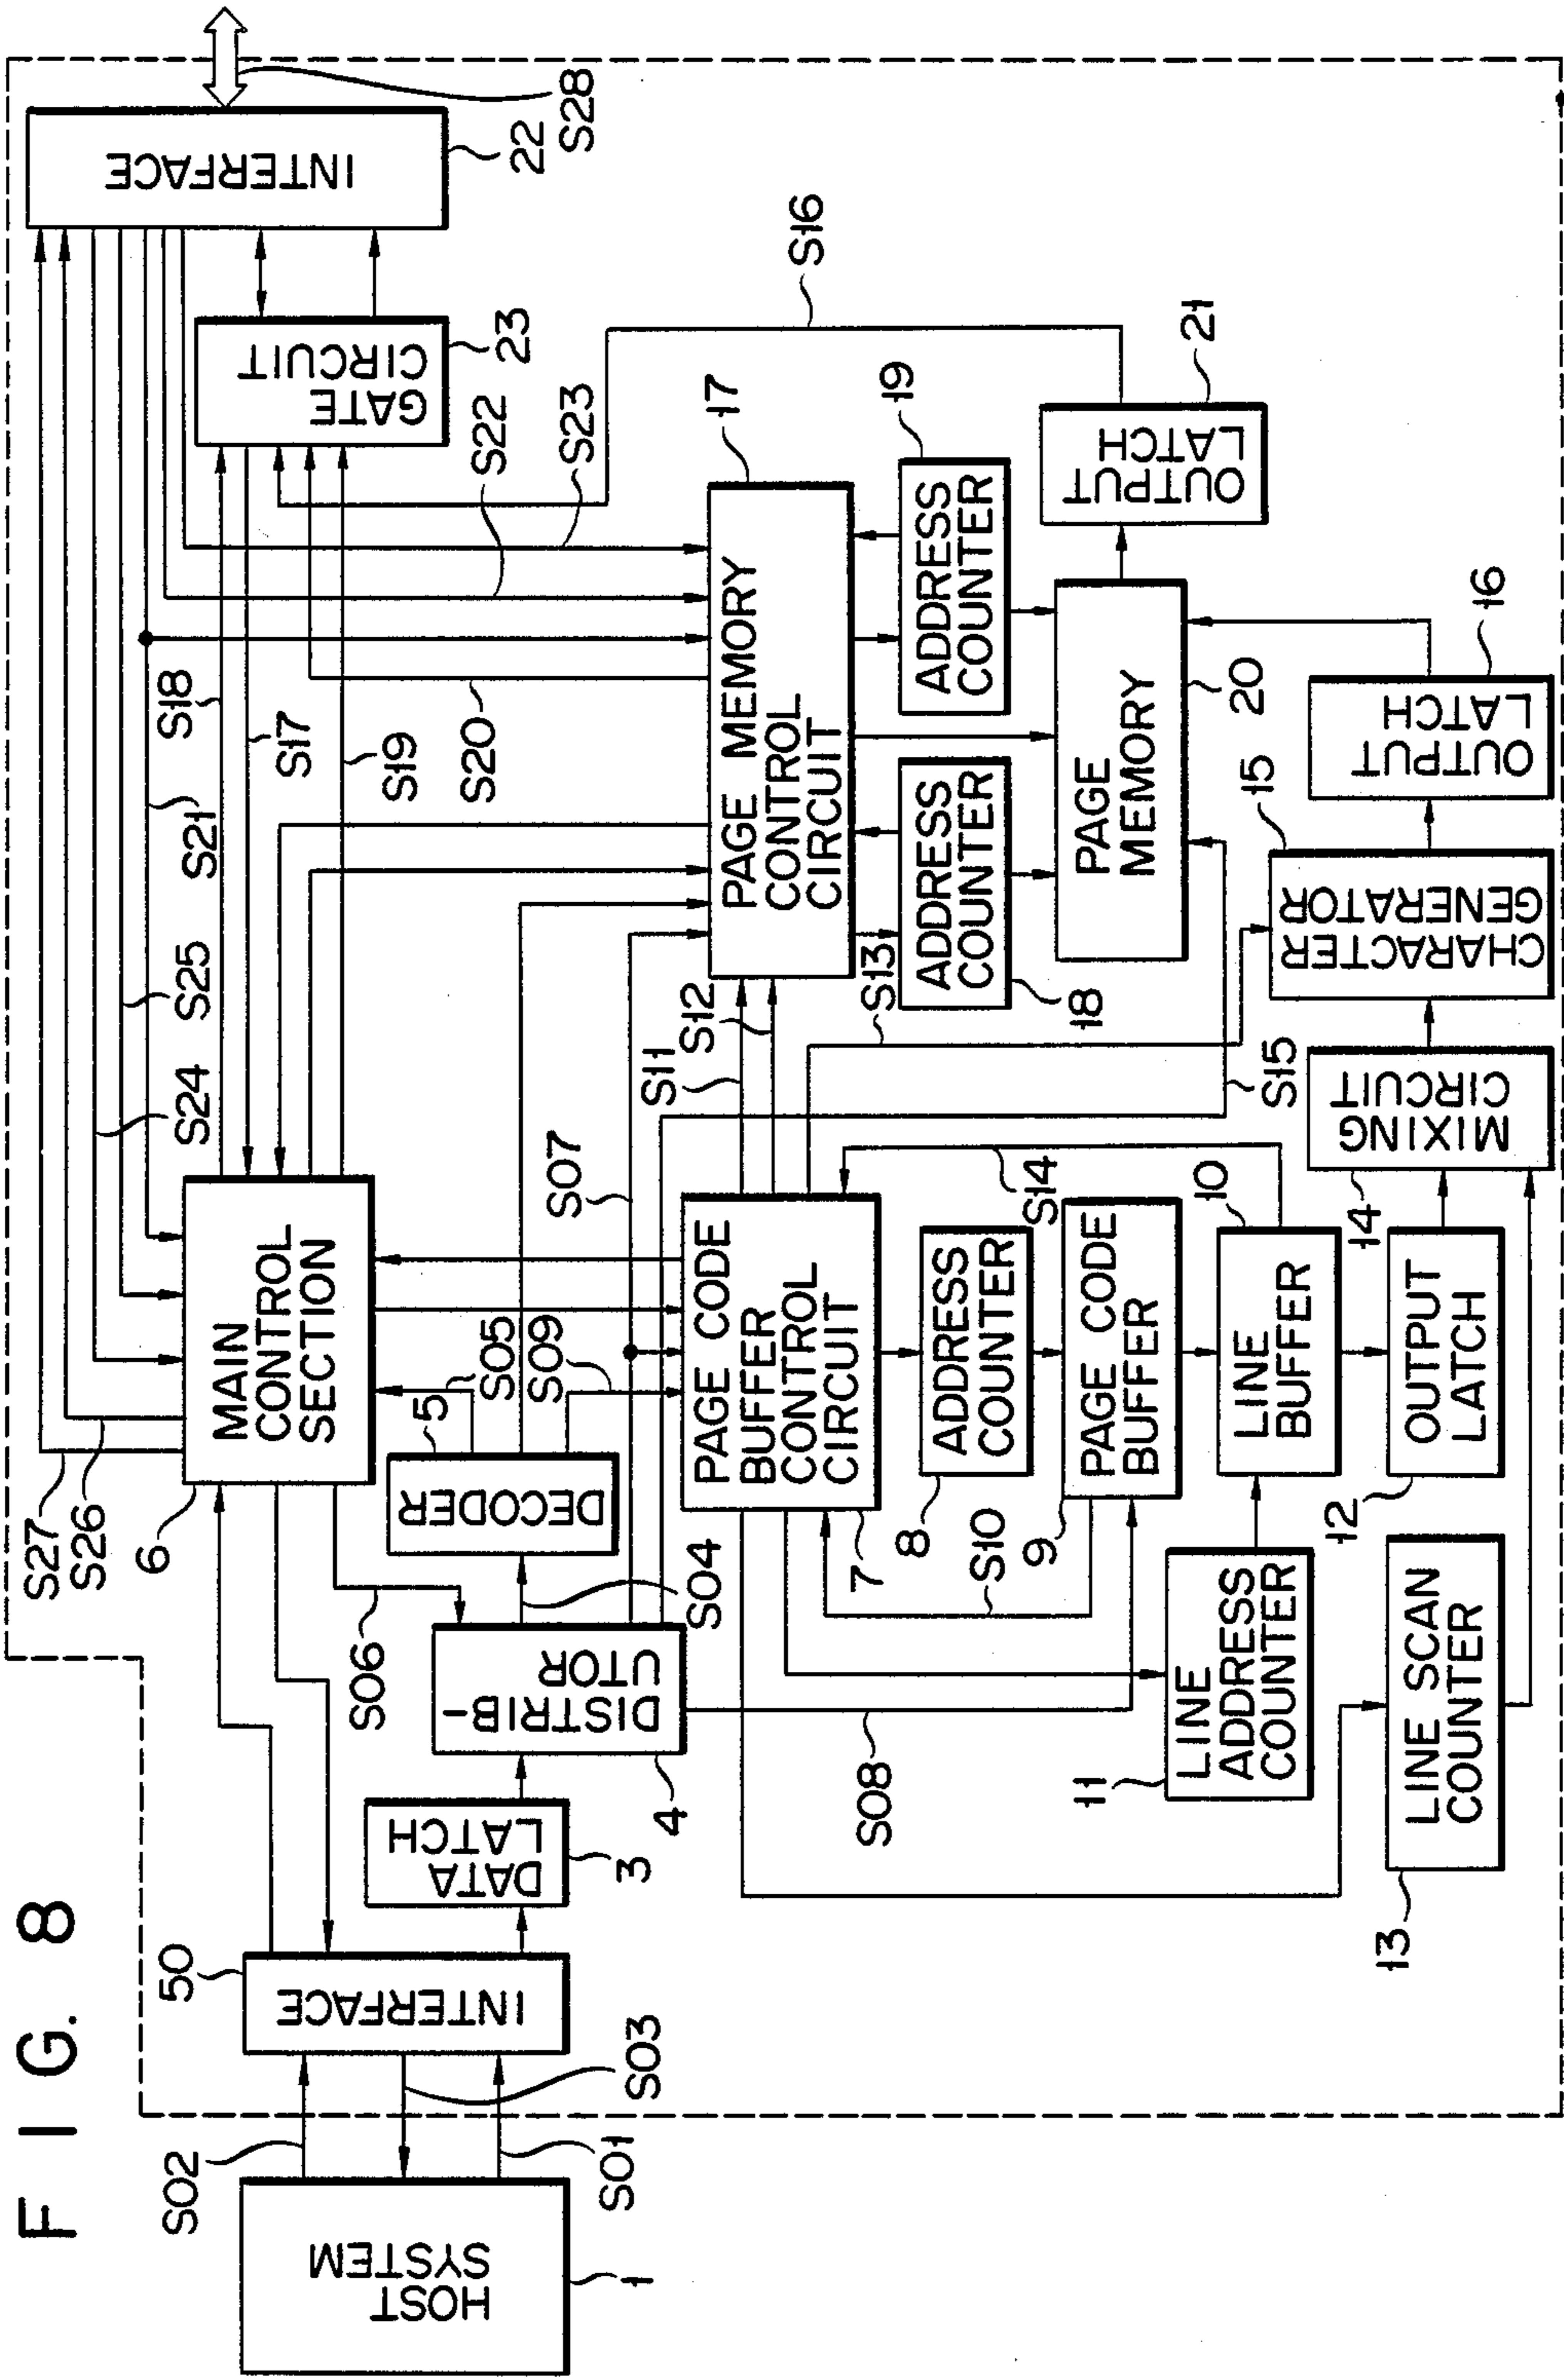 FIG. 8
HOST
SYSTEM
1
S02
S03
S01
50
INTERFACE
DATA
LATCH
3
DISTRIB-
UTOR
4
S06
S04
DECODER
5
S05
S09
S07
S08
6
MAIN
CONTROL
SECTION
S27
S26
S24
S25
S21
S18
S17
S19
S20
S22
S23
GATE
CIRCUIT
23
INTERFACE
22
S28
PAGE CODE
BUFFER
CONTROL
CIRCUIT
7
S10
S11
S12
S13
S14
S15
S16
8
ADDRESS
COUNTER
9
PAGE CODE
BUFFER
10
LINE
BUFFER
11
LINE
ADDRESS
COUNTER
12
OUTPUT
LATCH
13
LINE SCAN
COUNTER
14
MIXING
CIRCUIT
15
CHARACTER
GENERATOR
16
OUTPUT
LATCH
17
PAGE MEMORY
CONTROL
CIRCUIT
18
ADDRESS
COUNTER
19
ADDRESS
COUNTER
20
PAGE
MEMORY
21
OUTPUT
LATCH